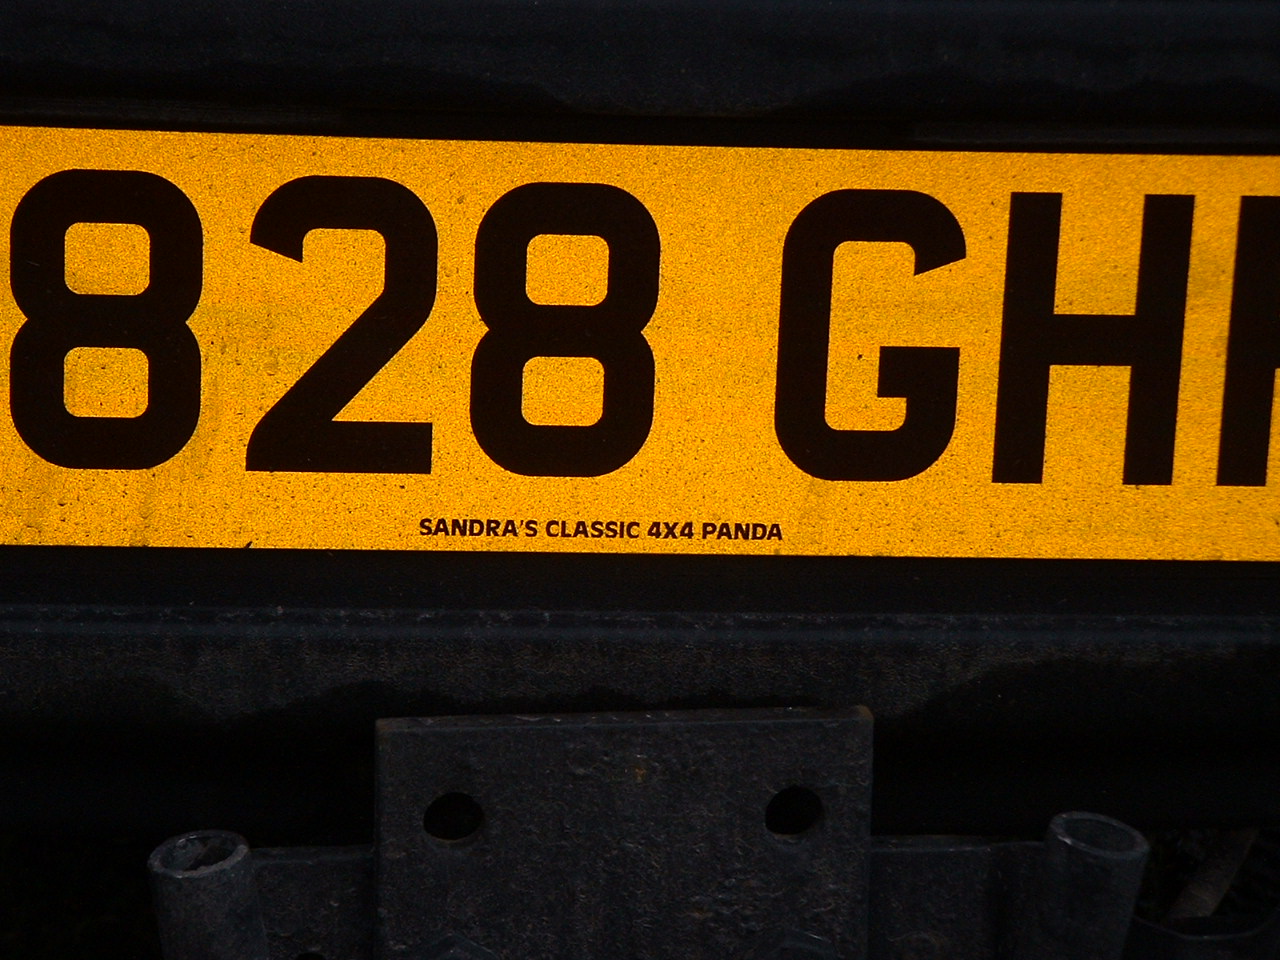 828 GH
SANDRA'S CLASSIC 4X4 PANDA